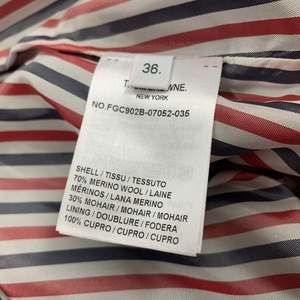 36.
NEW YORK
NO.FGC902B-07052-035
SHELL / TISSU / TESSUTO
70% MERINO WOOL / LAINE
MÉRINOS / LANA MERINO
30% MOHAIR / MOHAIR / MOHAIR
LINING / DOUBLURE / FODERA
100% CUPRO / CUPRO / CUPRO